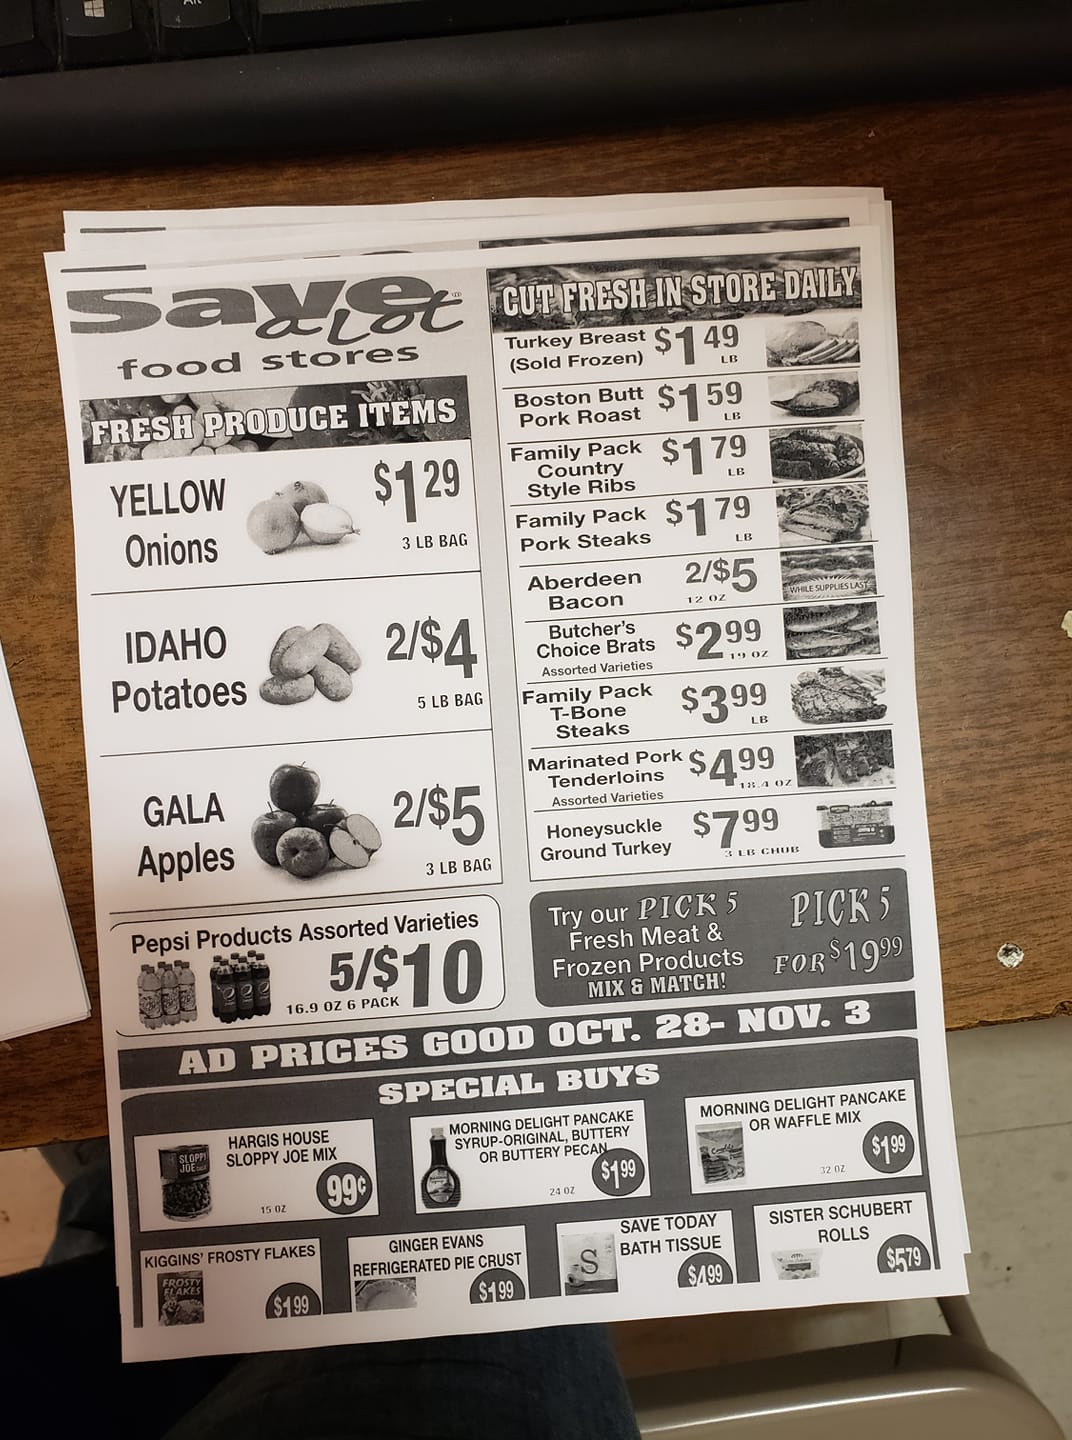 Alt
save
a Lot
food stores
FRESH PRODUCE ITEMS
YELLOW
Onions
$1 29
3 LB BAG
IDAHO
Potatoes
2/$4
5 LB BAG
GALA
Apples
2/$5
3 LB BAG
Pepsi Products Assorted Varieties
5/$10
16.9 OZ 6 PACK
CUT FRESH IN STORE DAILY
Turkey Breast
(Sold Frozen)
$1 49
LB
Boston Butt
Pork Roast
$1 59
LB
Family Pack
Country
Style Ribs
$1 79
LB
Family Pack
Pork Steaks
$1 79
LB
Aberdeen
Bacon
2/$5
12 OZ
WHILE SUPPLIES LAST
Butcher's
Choice Brats
Assorted Varieties
$2 99
19 OZ
Family Pack
T-Bone
Steaks
$3 99
LB
Marinated Pork
Tenderloins
Assorted Varieties
$4 99
18.4 OZ
Honeysuckle
Ground Turkey
$7 99
3 LB CHUB
Try our PICK 5
Fresh Meat &
Frozen Products
MIX & MATCH!
PICK 5
FOR $19 99
AD PRICES GOOD OCT. 28- NOV. 3
SPECIAL BUYS
HARGIS HOUSE
SLOPPY JOE MIX
SLOPPY
JOE
15 OZ
99¢
MORNING DELIGHT PANCAKE
SYRUP-ORIGINAL, BUTTERY
OR BUTTERY PECAN
24 OZ
$1 99
MORNING DELIGHT PANCAKE
OR WAFFLE MIX
32 OZ
$1 99
KIGGINS' FROSTY FLAKES
FROSTY
FLAKES
$1 99
GINGER EVANS
REFRIGERATED PIE CRUST
$1 99
SAVE TODAY
BATH TISSUE
S
$4 99
SISTER SCHUBERT
ROLLS
$5 79